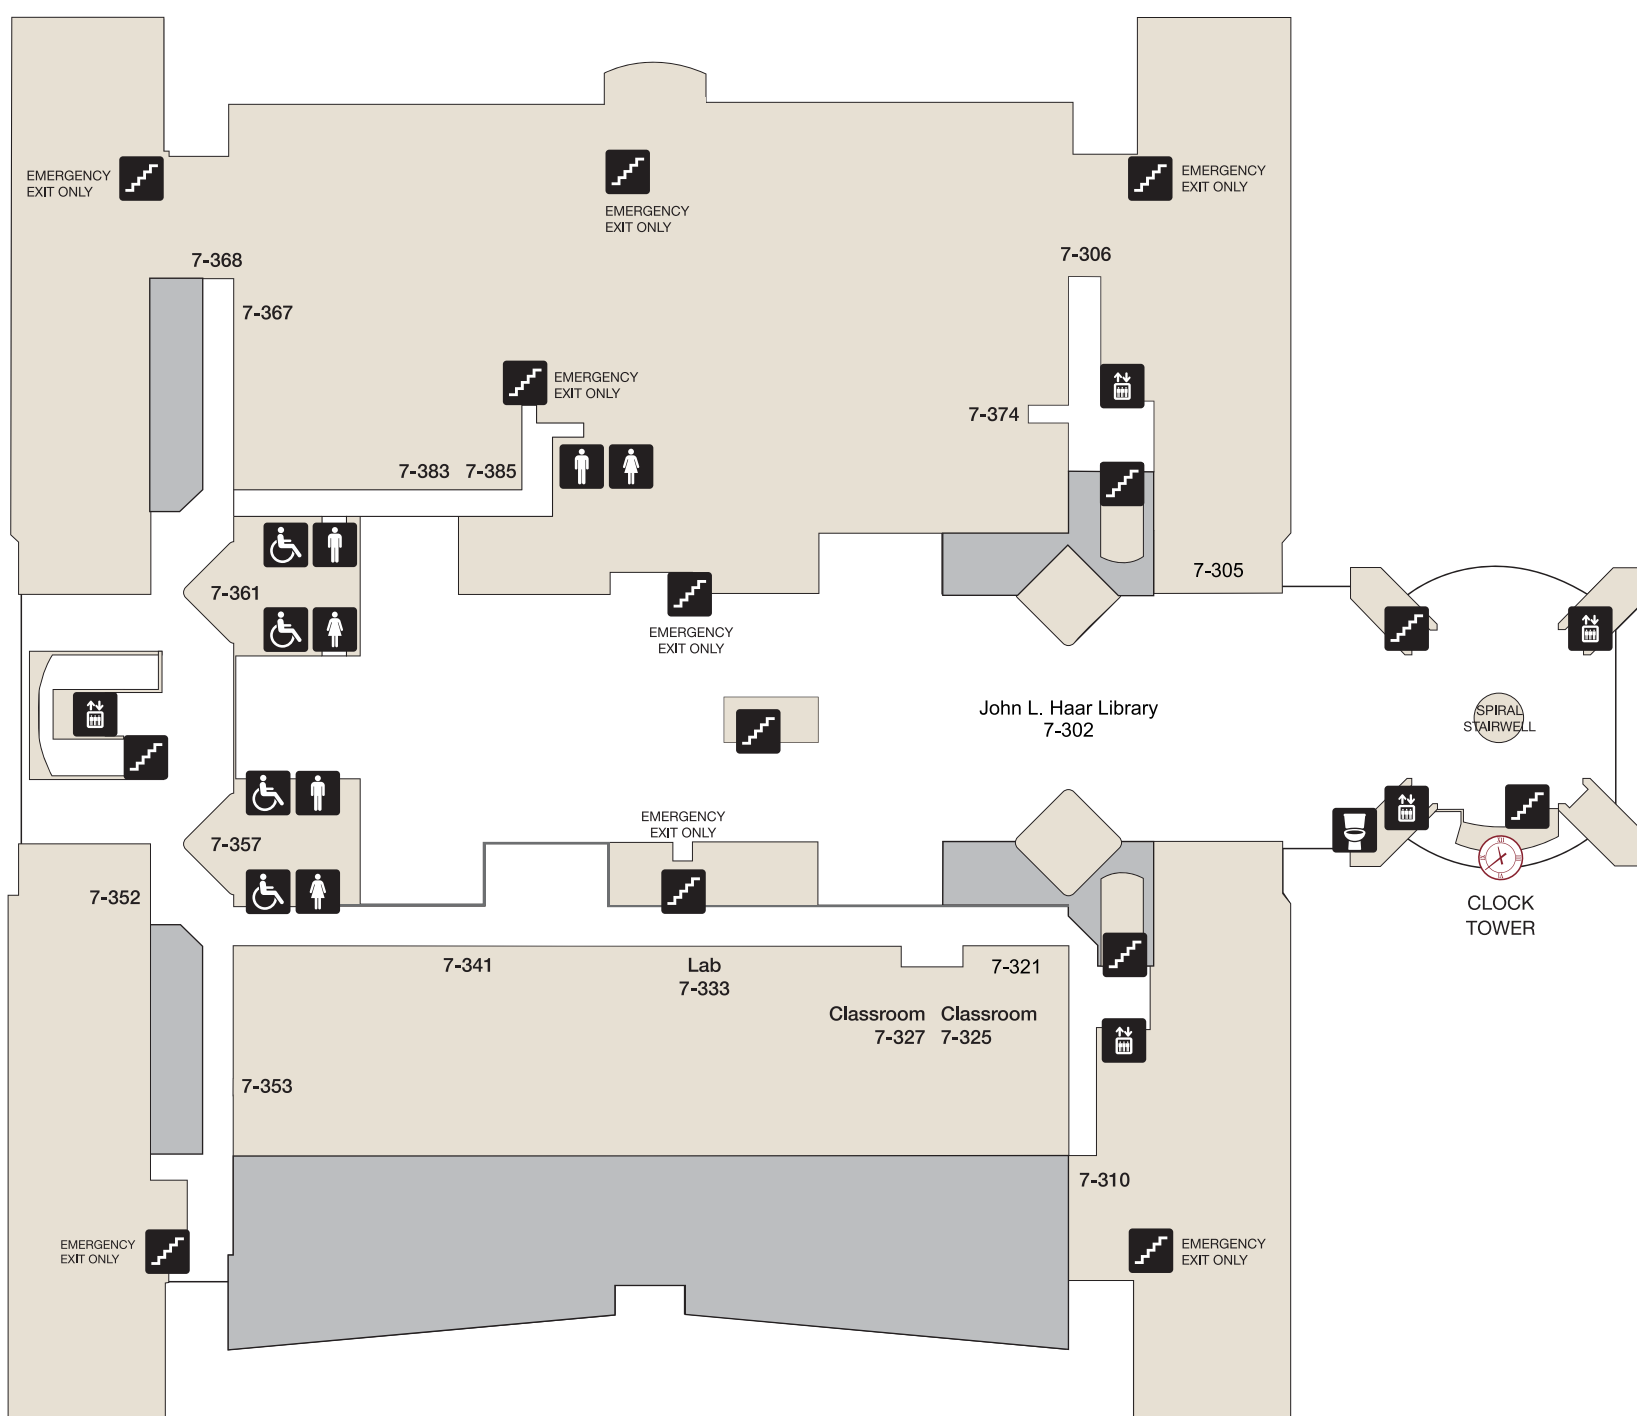 EMERGENCY
EXIT ONLY
EMERGENCY
EXIT ONLY
EMERGENCY
EXIT ONLY
7-368
7-306
7-367
EMERGENCY
EXIT ONLY
7-374
7-383
7-385
7-305
7-361
EMERGENCY
EXIT ONLY
John L. Haar Library
7-302
SPIRAL
STAIRWELL
EMERGENCY
EXIT ONLY
7-357
7-352
CLOCK
TOWER
7-341
Lab
7-333
7-321
Classroom
7-327
Classroom
7-325
7-353
7-310
EMERGENCY
EXIT ONLY
EMERGENCY
EXIT ONLY